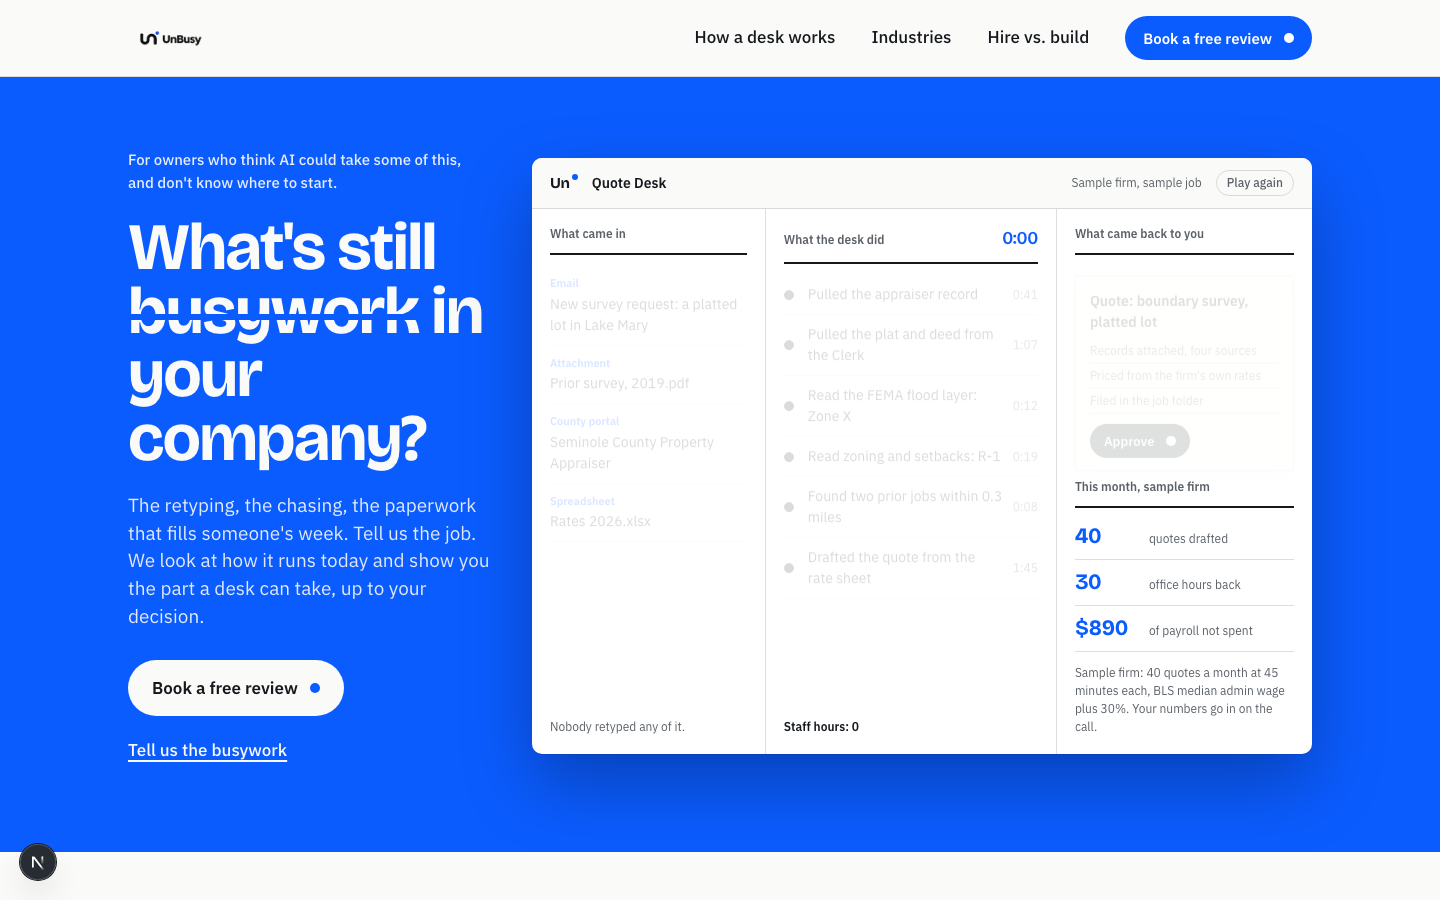 UnBusy
How a desk works
Industries
Hire vs. build
Book a free review
For owners who think AI could take some of this,
and don't know where to start.
What's still
busywork in
your
company?
The retyping, the chasing, the paperwork
that fills someone's week. Tell us the job.
We look at how it runs today and show you
the part a desk can take, up to your
decision.
Book a free review
Tell us the busywork
Un
Quote Desk
Sample firm, sample job
Play again
What came in
Email
New survey request: a platted
lot in Lake Mary
Attachment
Prior survey, 2019.pdf
County portal
Seminole County Property
Appraiser
Spreadsheet
Rates 2026.xlsx
Nobody retyped any of it.
What the desk did
0:00
Pulled the appraiser record
0:41
Pulled the plat and deed from
the Clerk
1:07
Read the FEMA flood layer:
Zone X
0:12
Read zoning and setbacks: R-1
0:19
Found two prior jobs within 0.3
miles
0:08
Drafted the quote from the
rate sheet
1:45
Staff hours: 0
What came back to you
Quote: boundary survey,
platted lot
Records attached, four sources
Priced from the firm's own rates
Filed in the job folder
Approve
This month, sample firm
40
quotes drafted
30
office hours back
$890
of payroll not spent
Sample firm: 40 quotes a month at 45
minutes each, BLS median admin wage
plus 30%. Your numbers go in on the
call.
N